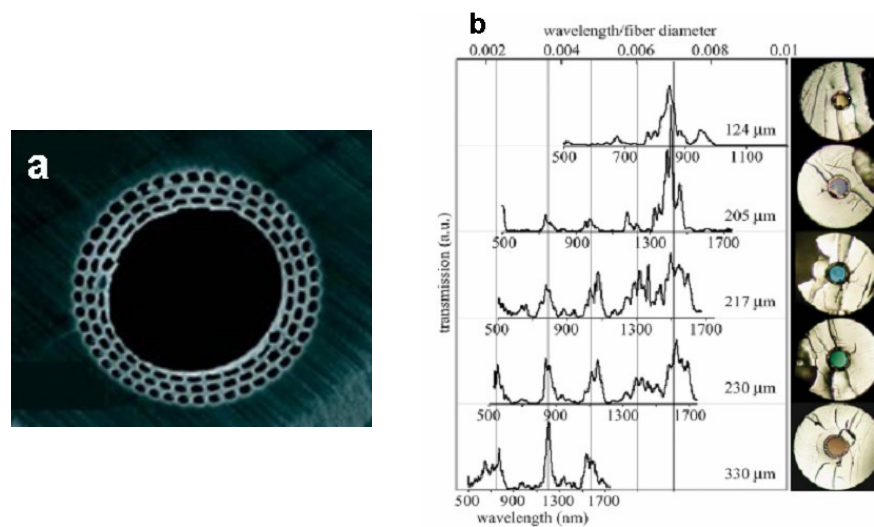 a
b
wavelength/fiber diameter
0.002 0.004 0.006 0.008 0.01
transmission (a.u.)
124 μm
500 700 900 1100
205 μm
500 900 1400
217 μm
500 900 1300 1700
230 μm
500 900 1300 1700
330 μm
500 900 1300 1700
wavelength (nm)